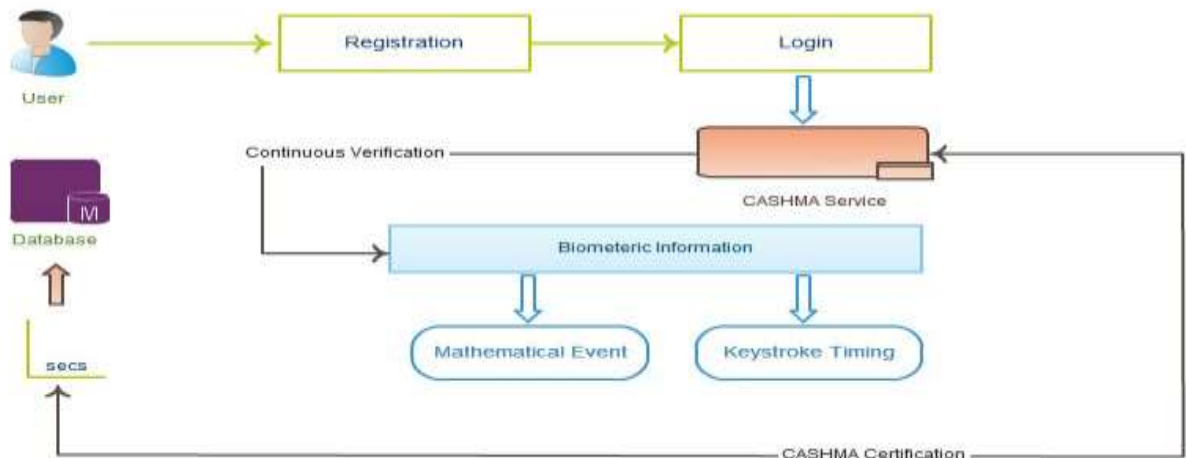 Registration
Login
User
Continuous Verification
CASHMA Service
M
Database
Biometeric Information
Mathematical Event
Keystroke Timing
secs
CASHMA Certification